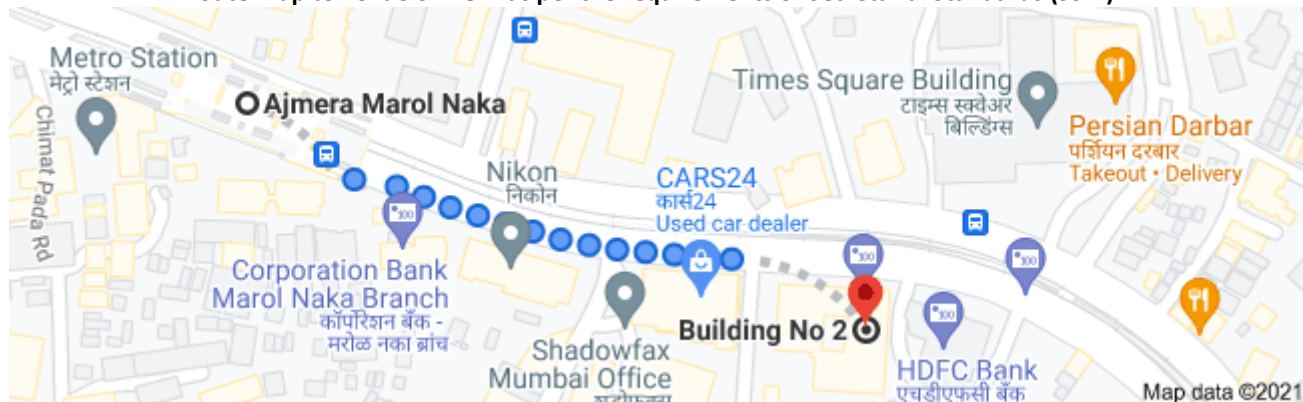 Metro Station
मेट्रो स्टेशन
Ajmera Marol Naka
Chimat Pada Rd
Nikon
निकोन
CARS24
कार्स24
Used car dealer
Times Square Building
टाइम्स स्क्वेअर
बिल्डिंग्स
Persian Darbar
पर्शियन दरबार
Takeout • Delivery
Corporation Bank
Marol Naka Branch
कॉर्पोरेशन बँक -
मरोळ नका ब्रांच
Shadowfax
Mumbai Office
Building No 2
HDFC Bank
एचडीएफसी बँक
Map data ©2021